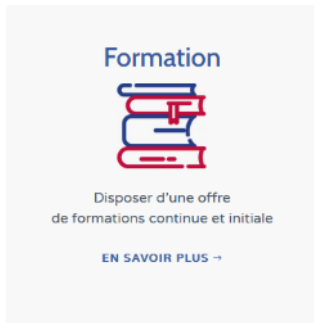 Formation
Disposer d'une offre
de formations continue et initiale
EN SAVOIR PLUS →